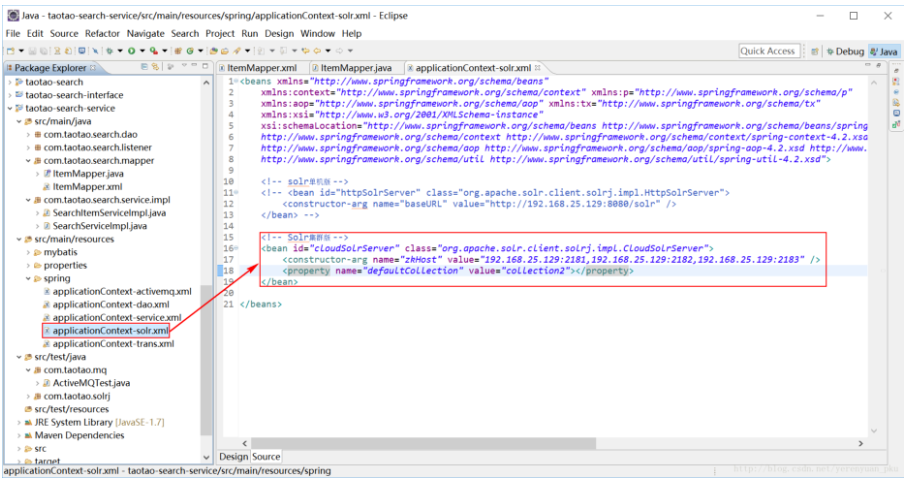 Java - taotao-search-service/src/main/resources/spring/applicationContext-solr.xml - Eclipse
File Edit Source Refactor Navigate Search Project Run Design Window Help
Quick Access
Debug
Java
Package Explorer
ItemMapper.xml
ItemMapper.java
applicationContext-solr.xml
taotao-search
taotao-search-interface
taotao-search-service
src/main/java
com.taotao.search.dao
com.taotao.search.listener
com.taotao.search.mapper
ItemMapper.java
ItemMapper.xml
com.taotao.search.service.impl
SearchItemServiceImpl.java
SearchServiceImpl.java
src/main/resources
mybatis
properties
spring
applicationContext-activemq.xml
applicationContext-dao.xml
applicationContext-service.xml
applicationContext-solr.xml
applicationContext-trans.xml
src/test/java
com.taotao.mq
ActiveMQTest.java
com.taotao.solrj
src/test/resources
JRE System Library [JavaSE-1.7]
Maven Dependencies
src
target
1 <beans xmlns="http://www.springframework.org/schema/beans"
2 xmlns:context="http://www.springframework.org/schema/context" xmlns:p="http://www.springframework.org/schema/p"
3 xmlns:aop="http://www.springframework.org/schema/aop" xmlns:tx="http://www.springframework.org/schema/tx"
4 xmlns:xsi="http://www.w3.org/2001/XMLSchema-instance"
5 xsi:schemaLocation="http://www.springframework.org/schema/beans http://www.springframework.org/schema/beans/spring
6 http://www.springframework.org/schema/context http://www.springframework.org/schema/context/spring-context-4.2.xsd
7 http://www.springframework.org/schema/aop http://www.springframework.org/schema/aop/spring-aop-4.2.xsd http://www.
8 http://www.springframework.org/schema/util http://www.springframework.org/schema/util/spring-util-4.2.xsd">
9
10 <!-- solr单机版 -->
11 <!-- <bean id="httpSolrServer" class="org.apache.solr.client.solrj.impl.HttpSolrServer">
12 <constructor-arg name="baseURL" value="http://192.168.25.129:8080/solr" />
13 </bean> -->
14
15 <!-- Solr集群版 -->
16 <bean id="cloudSolrServer" class="org.apache.solr.client.solrj.impl.CloudSolrServer">
17 <constructor-arg name="zkHost" value="192.168.25.129:2181,192.168.25.129:2182,192.168.25.129:2183" />
18 <property name="defaultCollection" value="collection2"></property>
19 </bean>
20
21 </beans>
Design Source
applicationContext-solr.xml - taotao-search-service/src/main/resources/spring